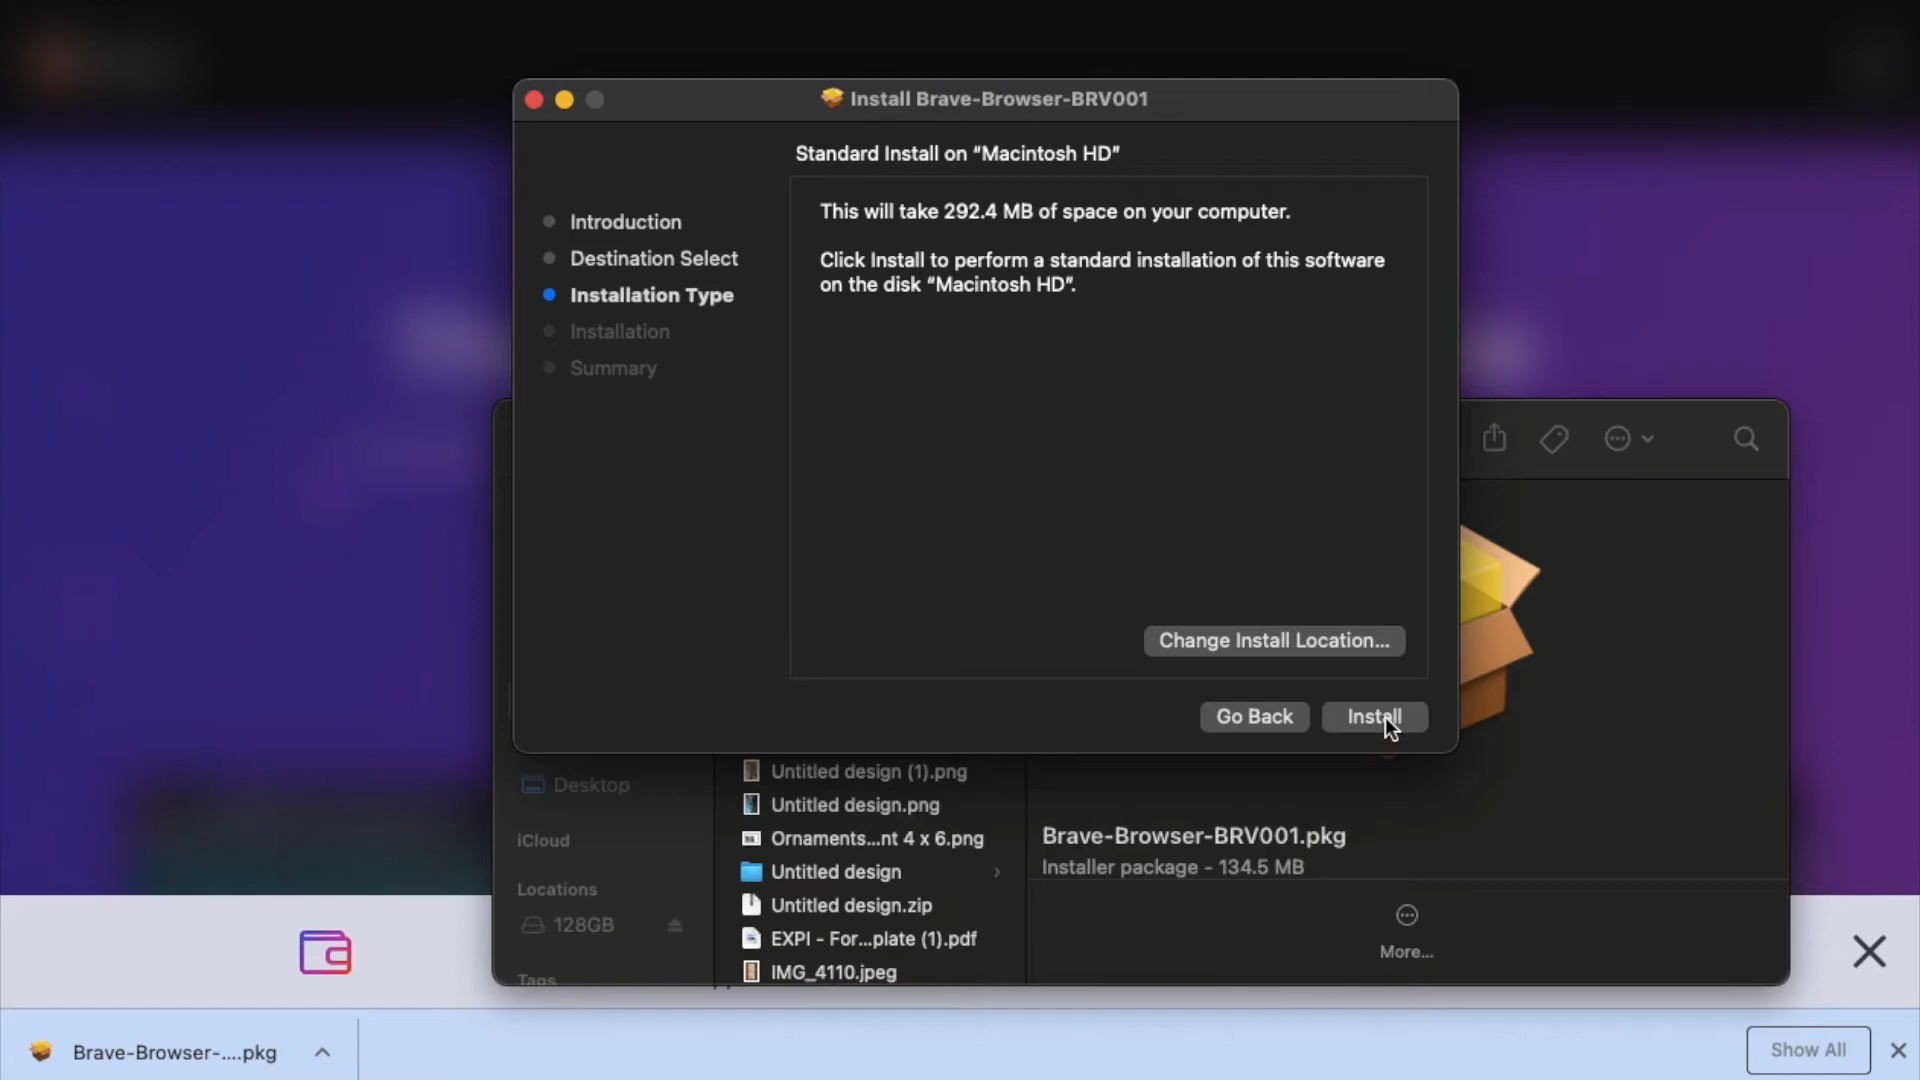 Install Brave-Browser-BRV001
Standard Install on “Macintosh HD”
Introduction
Destination Select
Installation Type
Installation
Summary
This will take 292.4 MB of space on your computer.
Click Install to perform a standard installation of this software
on the disk “Macintosh HD”.
Change Install Location...
Go Back
Install
Desktop
iCloud
Locations
128GB
Tags
Untitled design (1).png
Untitled design.png
Ornaments...nt 4 x 6.png
Untitled design
Untitled design.zip
EXPI - For...plate (1).pdf
IMG_4110.jpeg
Brave-Browser-BRV001.pkg
Installer package - 134.5 MB
More...
Brave-Browser-....pkg
Show All